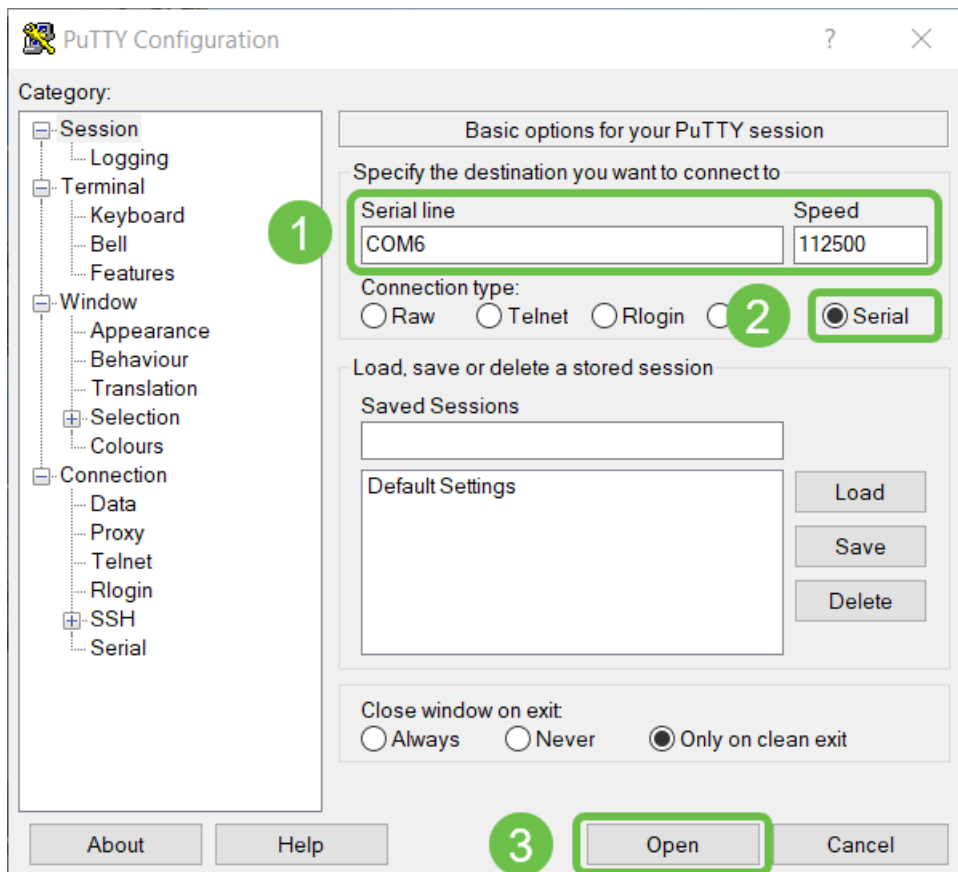 PuTTY Configuration
?
Category:
Session
Logging
Terminal
Keyboard
Bell
Features
Window
Appearance
Behaviour
Translation
Selection
Colours
Connection
Data
Proxy
Telnet
Rlogin
SSH
Serial
Basic options for your PuTTY session
Specify the destination you want to connect to
1
Serial line Speed
COM6 112500
Connection type:
Raw Telnet Rlogin 2 Serial
Load, save or delete a stored session
Saved Sessions
Default Settings
Load
Save
Delete
Close window on exit:
Always Never Only on clean exit
About Help 3 Open Cancel